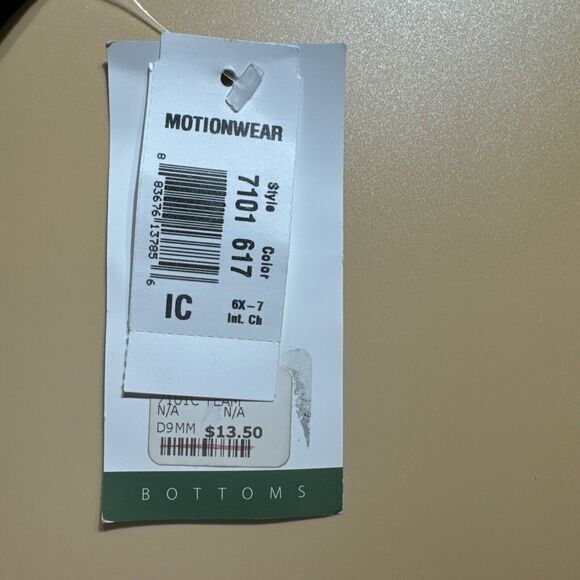 MOTIONWEAR
Style Color
7101 617
8 83676 13785 6
IC
6X-7
Int. Ch
N/A N/A
D9MM $13.50
BOTTOMS